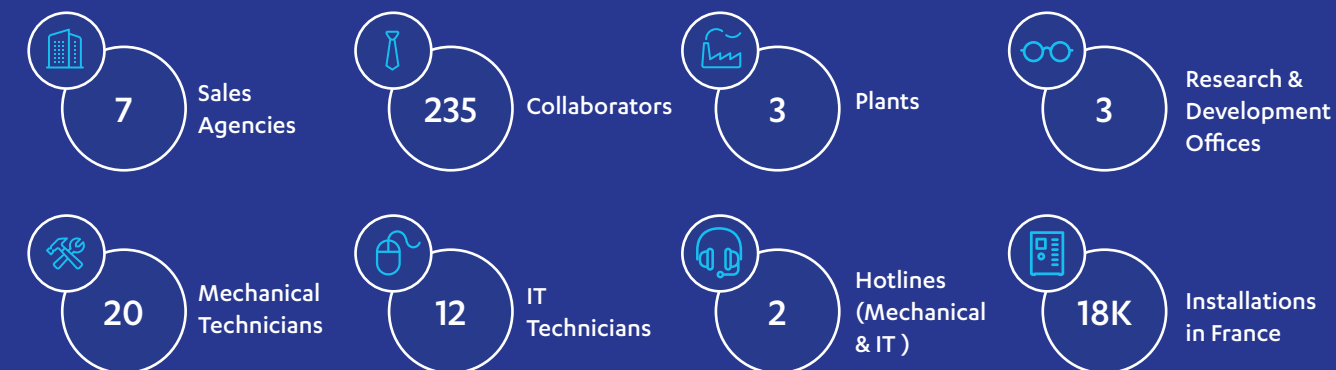 7
Sales
Agencies
235
Collaborators
3
Plants
3
Research &
Development
Offices
20
Mechanical
Technicians
12
IT
Technicians
2
Hotlines
(Mechanical
& IT )
18K
Installations
in France